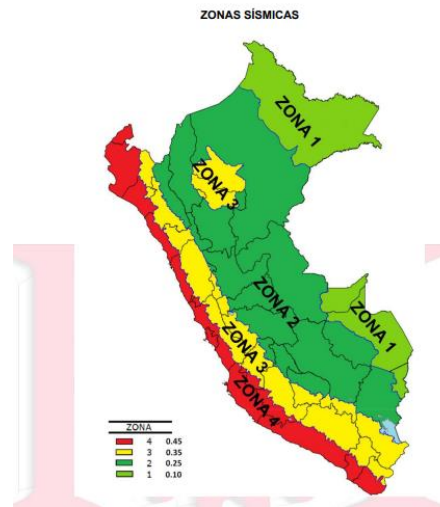 ZONAS SÍSMICAS
ZONA 1
ZONA 3
ZONA 2
ZONA 1
ZONA 3
ZONA 4
ZONA
4 0.45
3 0.35
2 0.25
1 0.10